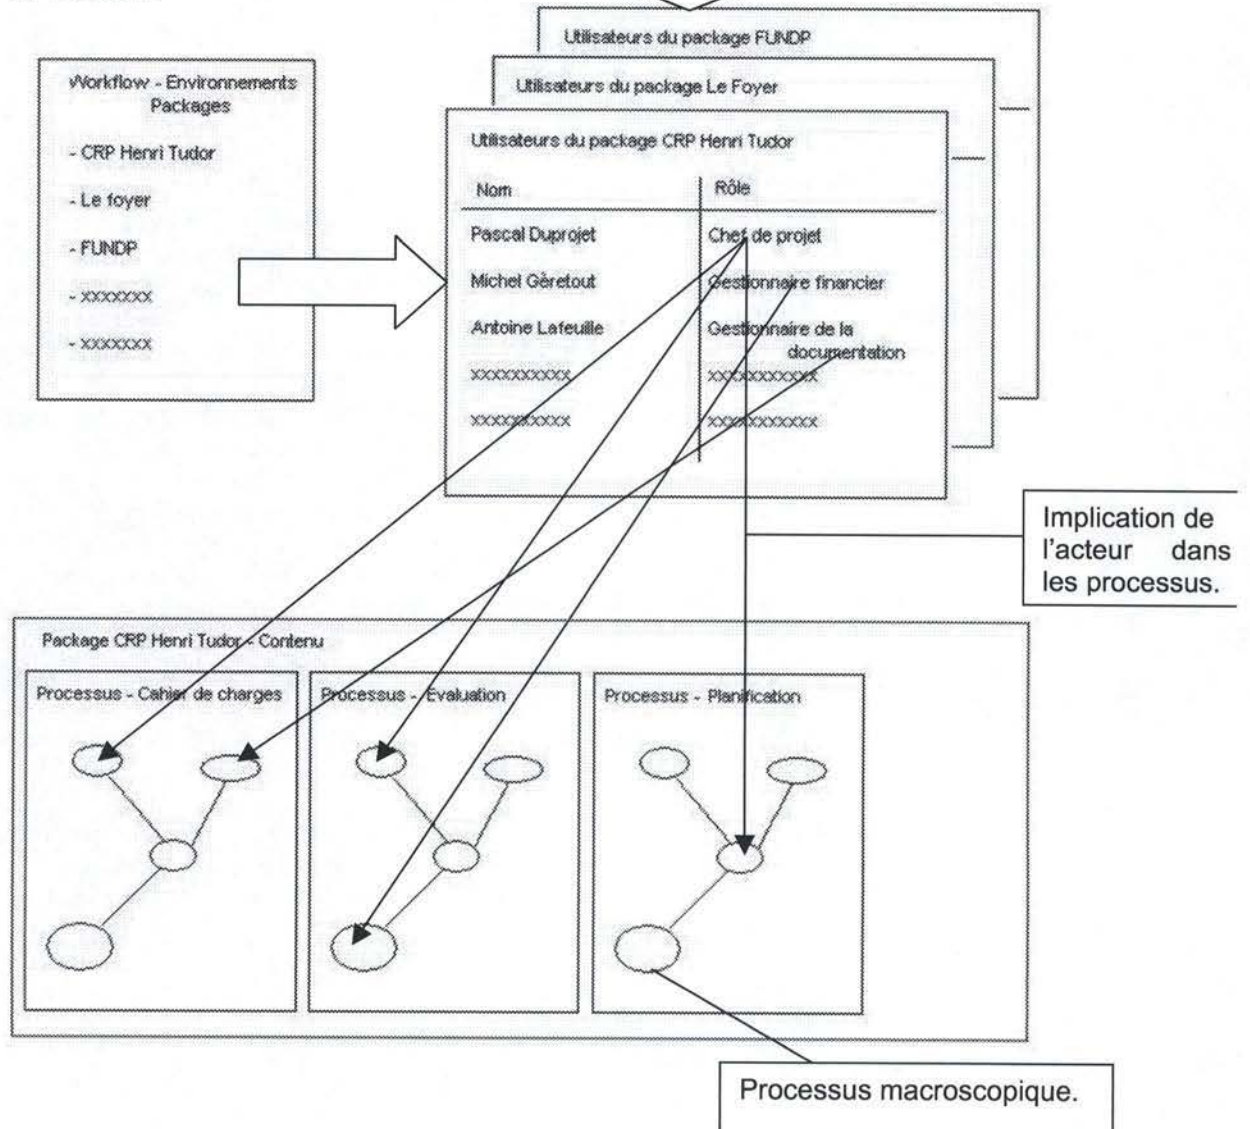 Utilisateurs du package FUNDP
Utilisateurs du package Le Foyer
Workflow - Environnements
Packages
- CRP Henri Tudor
- Le foyer
- FUNDP
- xxxxxxx
- xxxxxxx
Utilisateurs du package CRP Henri Tudor
Nom Rôle
Pascal Duprojet Chef de projet
Michel Gèretout Gestionnaire financier
Antoine Lafeuille Gestionnaire de la
documentation
xxxxxxxxxx xxxxxxxxxxx
xxxxxxxxxx xxxxxxxxxxx
Implication de
l'acteur dans
les processus.
Package CRP Henri Tudor - Contenu
Processus - Cahier de charges
Processus - Evaluation
Processus - Planification
Processus macroscopique.